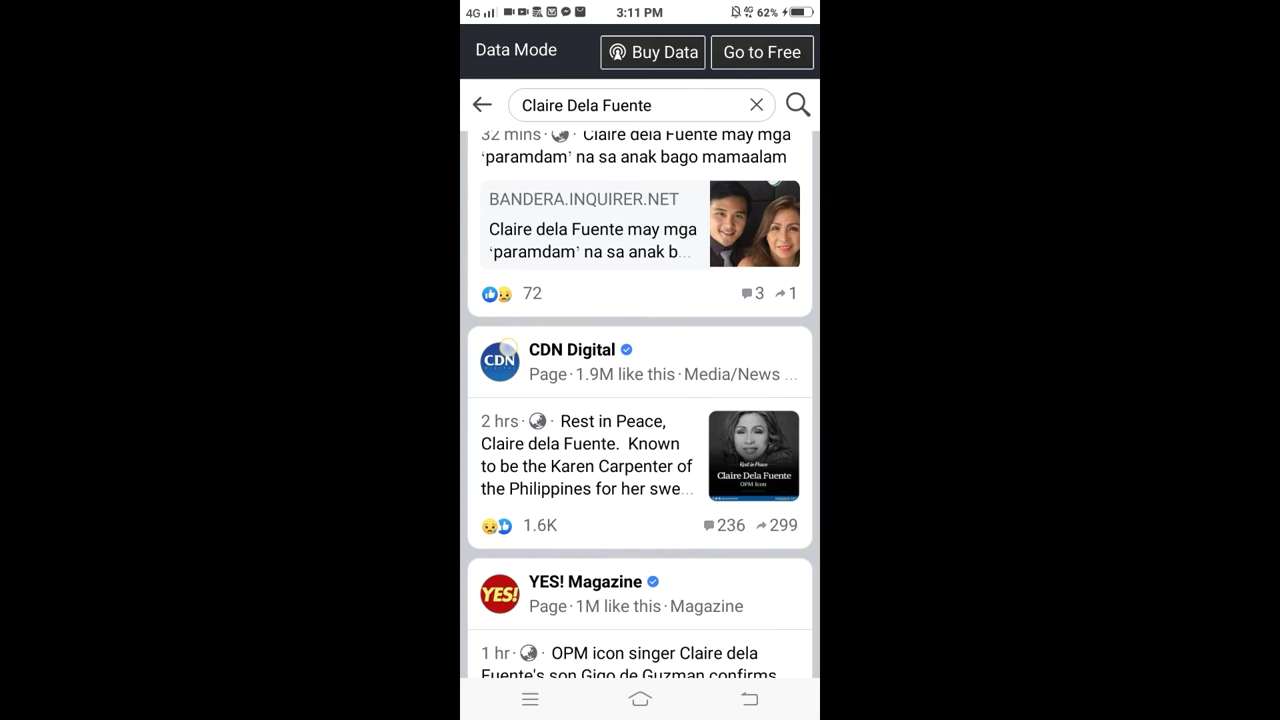 4G 3:11 PM 4G 62%
Data Mode Buy Data Go to Free
Claire Dela Fuente
32 mins · · Claire dela Fuente may mga
‘paramdam’ na sa anak bago mamaalam
BANDERA.INQUIRER.NET
Claire dela Fuente may mga
‘paramdam’ na sa anak b...
72 3 1
CDN
DIGITAL
CDN Digital
Page · 1.9M like this · Media/News ...
2 hrs · · Rest in Peace,
Claire dela Fuente. Known
to be the Karen Carpenter of
the Philippines for her swe...
Rest in Peace
Claire Dela Fuente
OPM Icon
1.6K 236 299
YES!
YES! Magazine
Page · 1M like this · Magazine
1 hr · · OPM icon singer Claire dela
Fuente's son Gigo de Guzman confirms